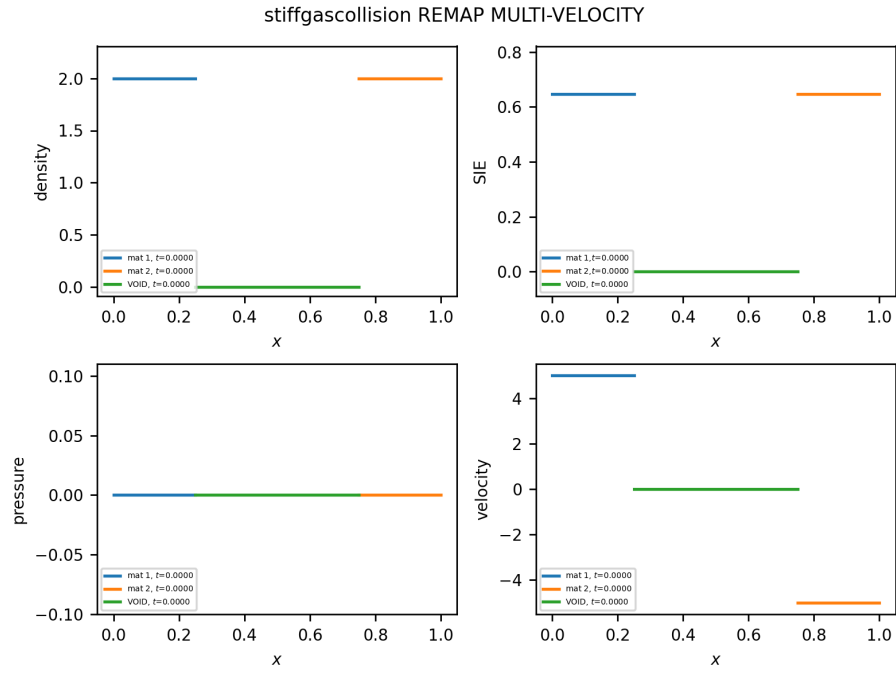 stiffgascollision REMAP MULTI-VELOCITY
density
2.0
1.5
1.0
0.5
0.0
mat 1, t=0.0000
mat 2, t=0.0000
VOID, t=0.0000
0.0 0.2 0.4 0.6 0.8 1.0
x
SIE
0.8
0.6
0.4
0.2
0.0
mat 1,t=0.0000
mat 2, t=0.0000
VOID, t=0.0000
0.0 0.2 0.4 0.6 0.8 1.0
x
pressure
0.10
0.05
0.00
−0.05
−0.10
mat 1, t=0.0000
mat 2, t=0.0000
VOID, t=0.0000
0.0 0.2 0.4 0.6 0.8 1.0
x
velocity
4
2
0
−2
−4
mat 1, t=0.0000
mat 2, t=0.0000
VOID, t=0.0000
0.0 0.2 0.4 0.6 0.8 1.0
x